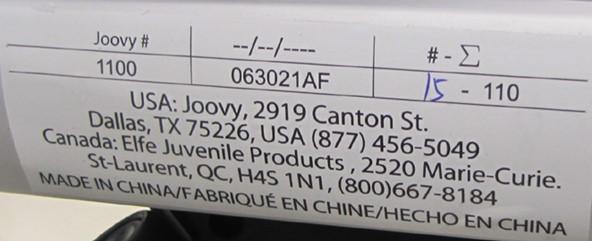 Joovy # --/--/---- # - Σ
1100 063021AF 15 - 110
USA: Joovy, 2919 Canton St.
Dallas, TX 75226, USA (877) 456-5049
Canada: Elfe Juvenile Products , 2520 Marie-Curie.
St-Laurent, QC, H4S 1N1, (800)667-8184
MADE IN CHINA/FABRIQUÉ EN CHINE/HECHO EN CHINA